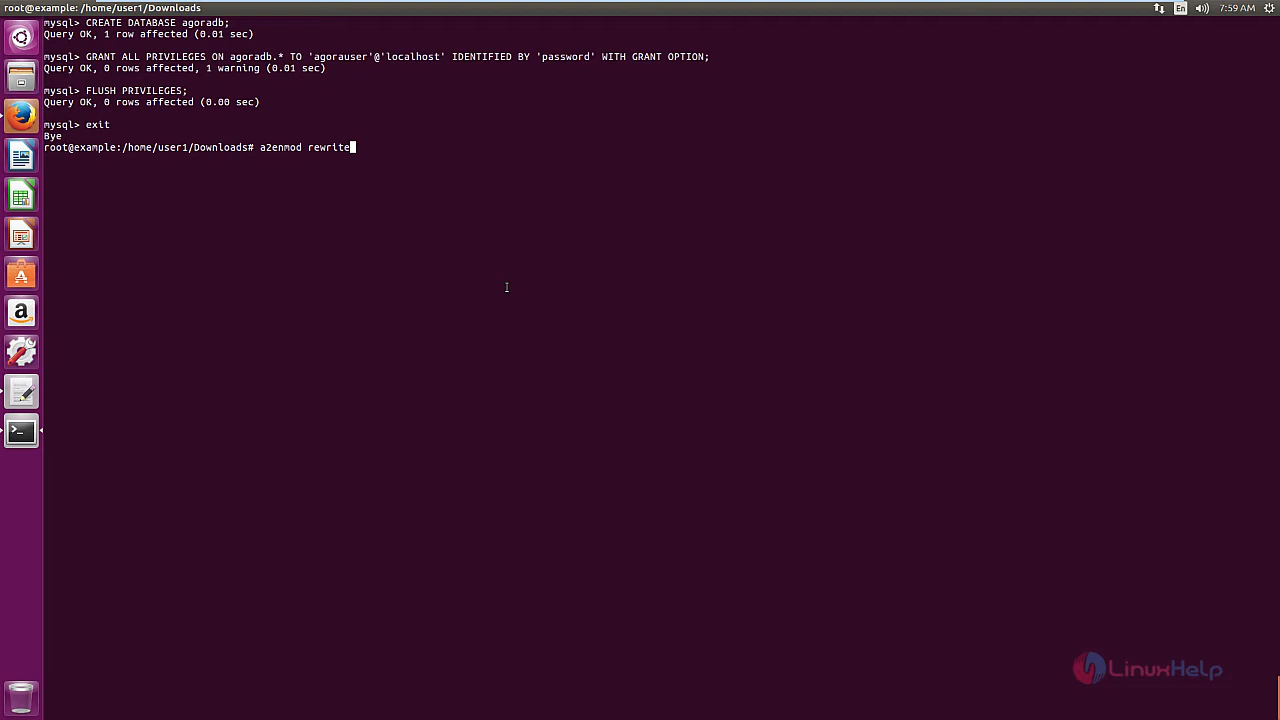 root@example: /home/user1/Downloads
En
7:59 AM
mysql> CREATE DATABASE agoradb;
Query OK, 1 row affected (0.01 sec)
mysql> GRANT ALL PRIVILEGES ON agoradb.* TO 'agorauser'@'localhost' IDENTIFIED BY 'password' WITH GRANT OPTION;
Query OK, 0 rows affected, 1 warning (0.01 sec)
mysql> FLUSH PRIVILEGES;
Query OK, 0 rows affected (0.00 sec)
mysql> exit
Bye
root@example:/home/user1/Downloads# a2enmod rewrite
LinuxHelp